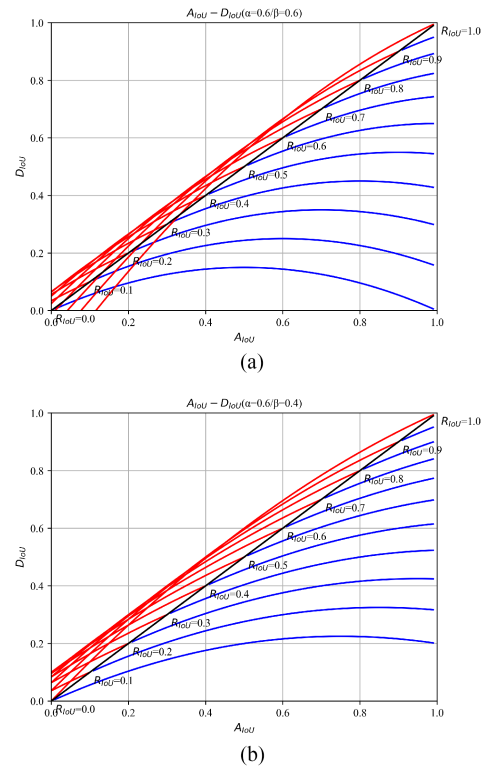 A_IoU − D_IoU(α=0.6/β=0.6)
1.0
R_IoU=1.0
R_IoU=0.9
0.8
R_IoU=0.8
R_IoU=0.7
0.6
R_IoU=0.6
D_IoU
R_IoU=0.5
0.4
R_IoU=0.4
R_IoU=0.3
0.2
R_IoU=0.2
R_IoU=0.1
0.0
R_IoU=0.0
0.0 0.2 0.4 0.6 0.8 1.0
A_IoU
(a)
A_IoU − D_IoU(α=0.6/β=0.4)
1.0
R_IoU=1.0
R_IoU=0.9
0.8
R_IoU=0.8
R_IoU=0.7
0.6
R_IoU=0.6
D_IoU
R_IoU=0.5
0.4
R_IoU=0.4
R_IoU=0.3
0.2
R_IoU=0.2
R_IoU=0.1
0.0
R_IoU=0.0
0.0 0.2 0.4 0.6 0.8 1.0
A_IoU
(b)